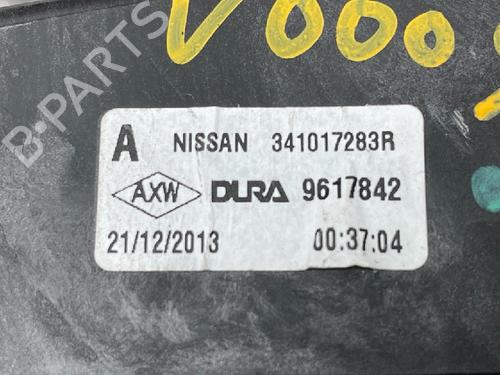 V000
A NISSAN 341017283R
AXW DURA 9617842
21/12/2013 00:37:04
B-PARTS